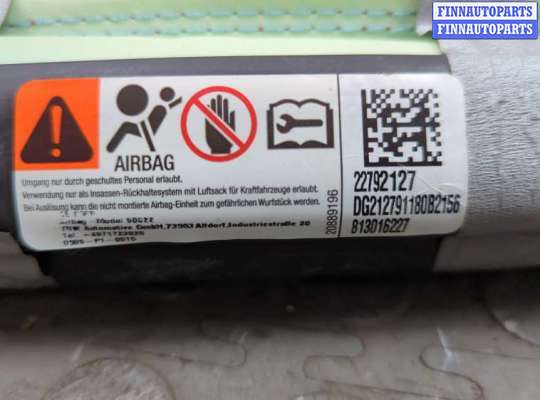 FINNAUTOPARTS
FINNAUTOPARTS
AIRBAG
Umgang nur durch geschultes Personal erlaubt.
Verwendung nur als Insassen-Rückhaltesystem mit Luftsack für Kraftfahrzeuge erlaubt.
Bei Auslösung kann die nicht montierte Airbag-Einheit zum gefährlichen Wurfstück werden.
Automotive GmbH,73553 Alfdorf,Industriestraße 20
Tel.
20889196
22792127
DG212791180B2156
813016227